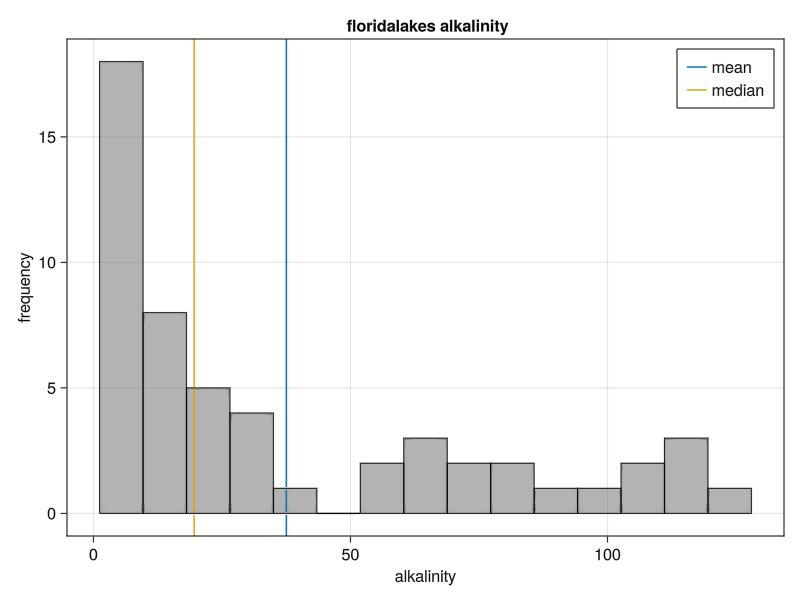 floridalakes alkalinity
mean
median
15
10
5
0
frequency
0 50 100
alkalinity